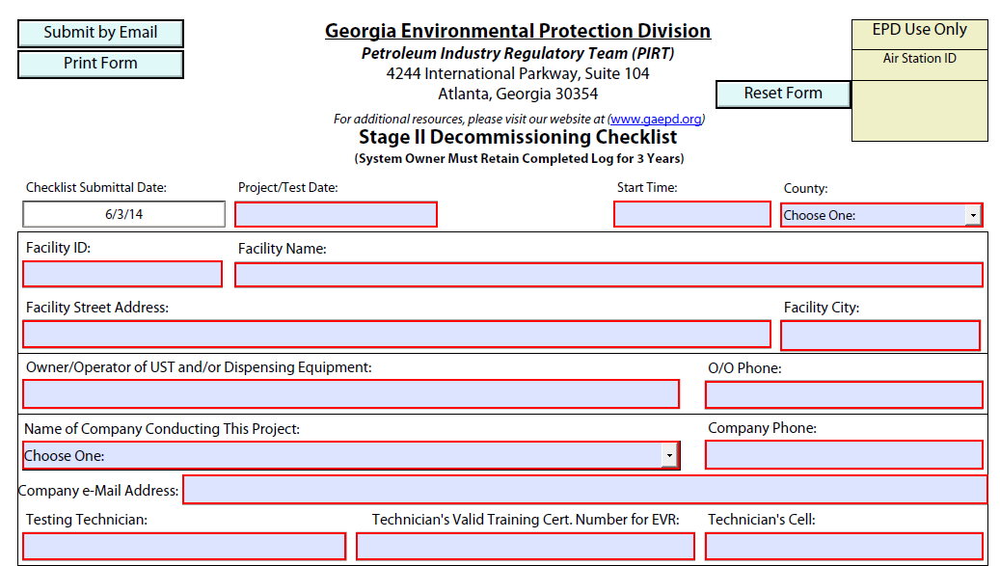 Submit by Email
Print Form
Georgia Environmental Protection Division
Petroleum Industry Regulatory Team (PIRT)
4244 International Parkway, Suite 104
Atlanta, Georgia 30354
For additional resources, please visit our website at (www.gaepd.org)
Stage II Decommissioning Checklist
(System Owner Must Retain Completed Log for 3 Years)
Reset Form
EPD Use Only
Air Station ID
Checklist Submittal Date: Project/Test Date: Start Time: County:
6/3/14 Choose One:
Facility ID: Facility Name:
Facility Street Address: Facility City:
Owner/Operator of UST and/or Dispensing Equipment: O/O Phone:
Name of Company Conducting This Project: Company Phone:
Choose One:
Company e-Mail Address:
Testing Technician: Technician's Valid Training Cert. Number for EVR: Technician's Cell: